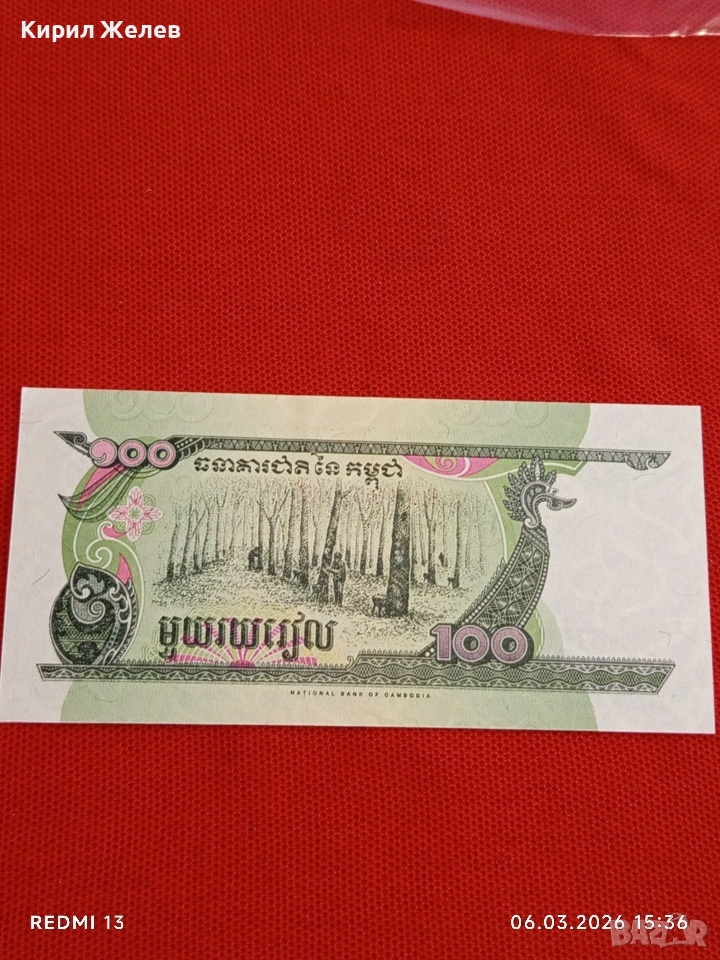 Кирил Желев
១០០
ធនាគារជាតិនៃកម្ពុជា
មួយរយរៀល
100
NATIONAL BANK OF CAMBODIA
REDMI 13
06.03.2026 15:36
BAZAR